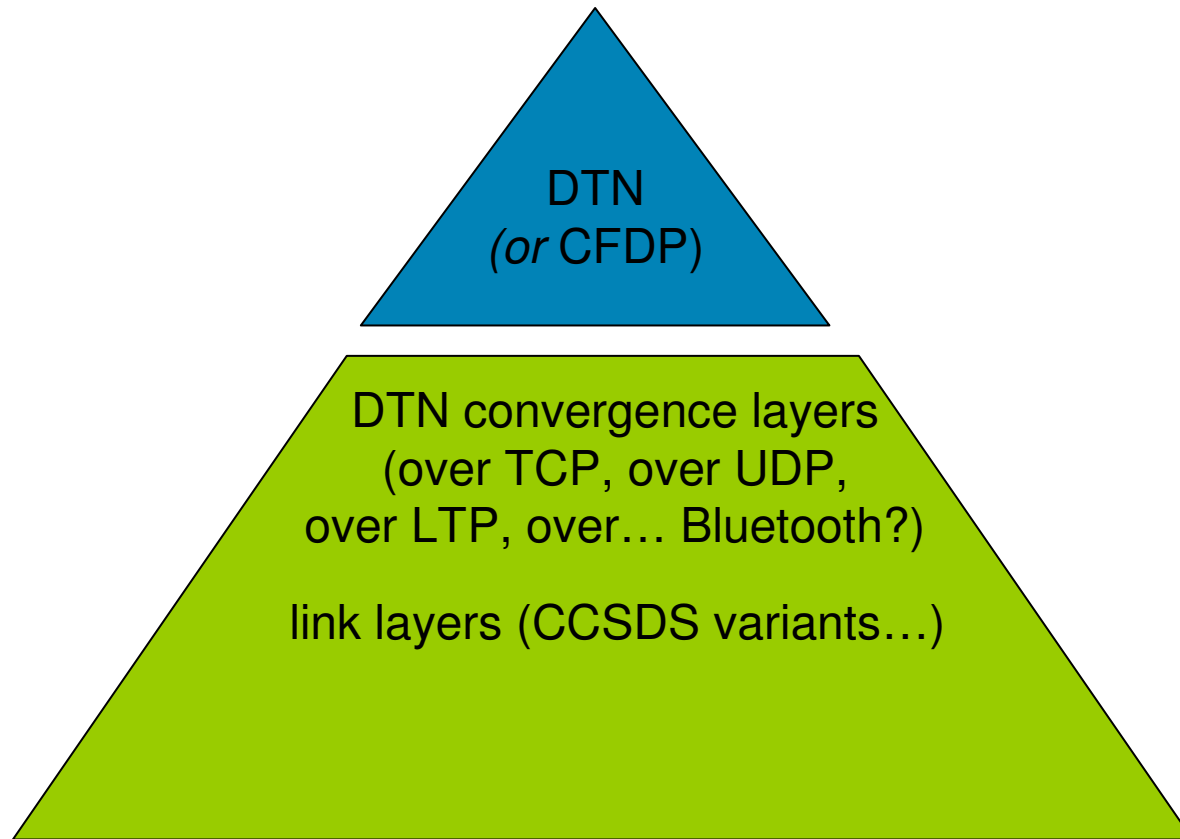 DTN
(or CFDP)
DTN convergence layers
(over TCP, over UDP,
over LTP, over… Bluetooth?)
link layers (CCSDS variants…)